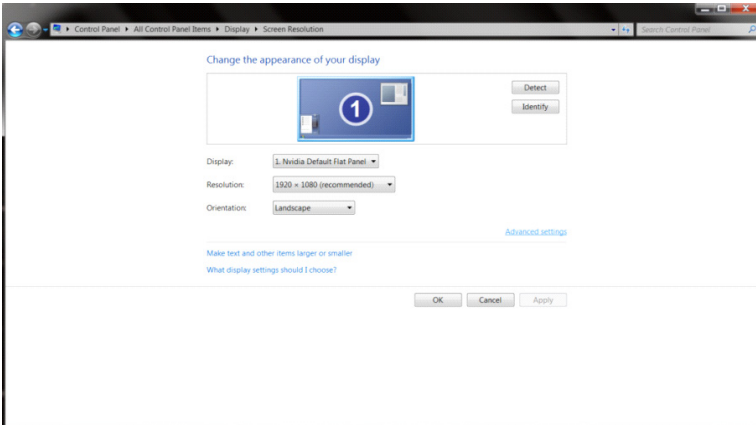 Control Panel ▸ All Control Panel Items ▸ Display ▸ Screen Resolution
Search Control Panel
Change the appearance of your display
1
Detect
Identify
Display: 1. Nvidia Default Flat Panel
Resolution: 1920 × 1080 (recommended)
Orientation: Landscape
Advanced settings
Make text and other items larger or smaller
What display settings should I choose?
OK Cancel Apply